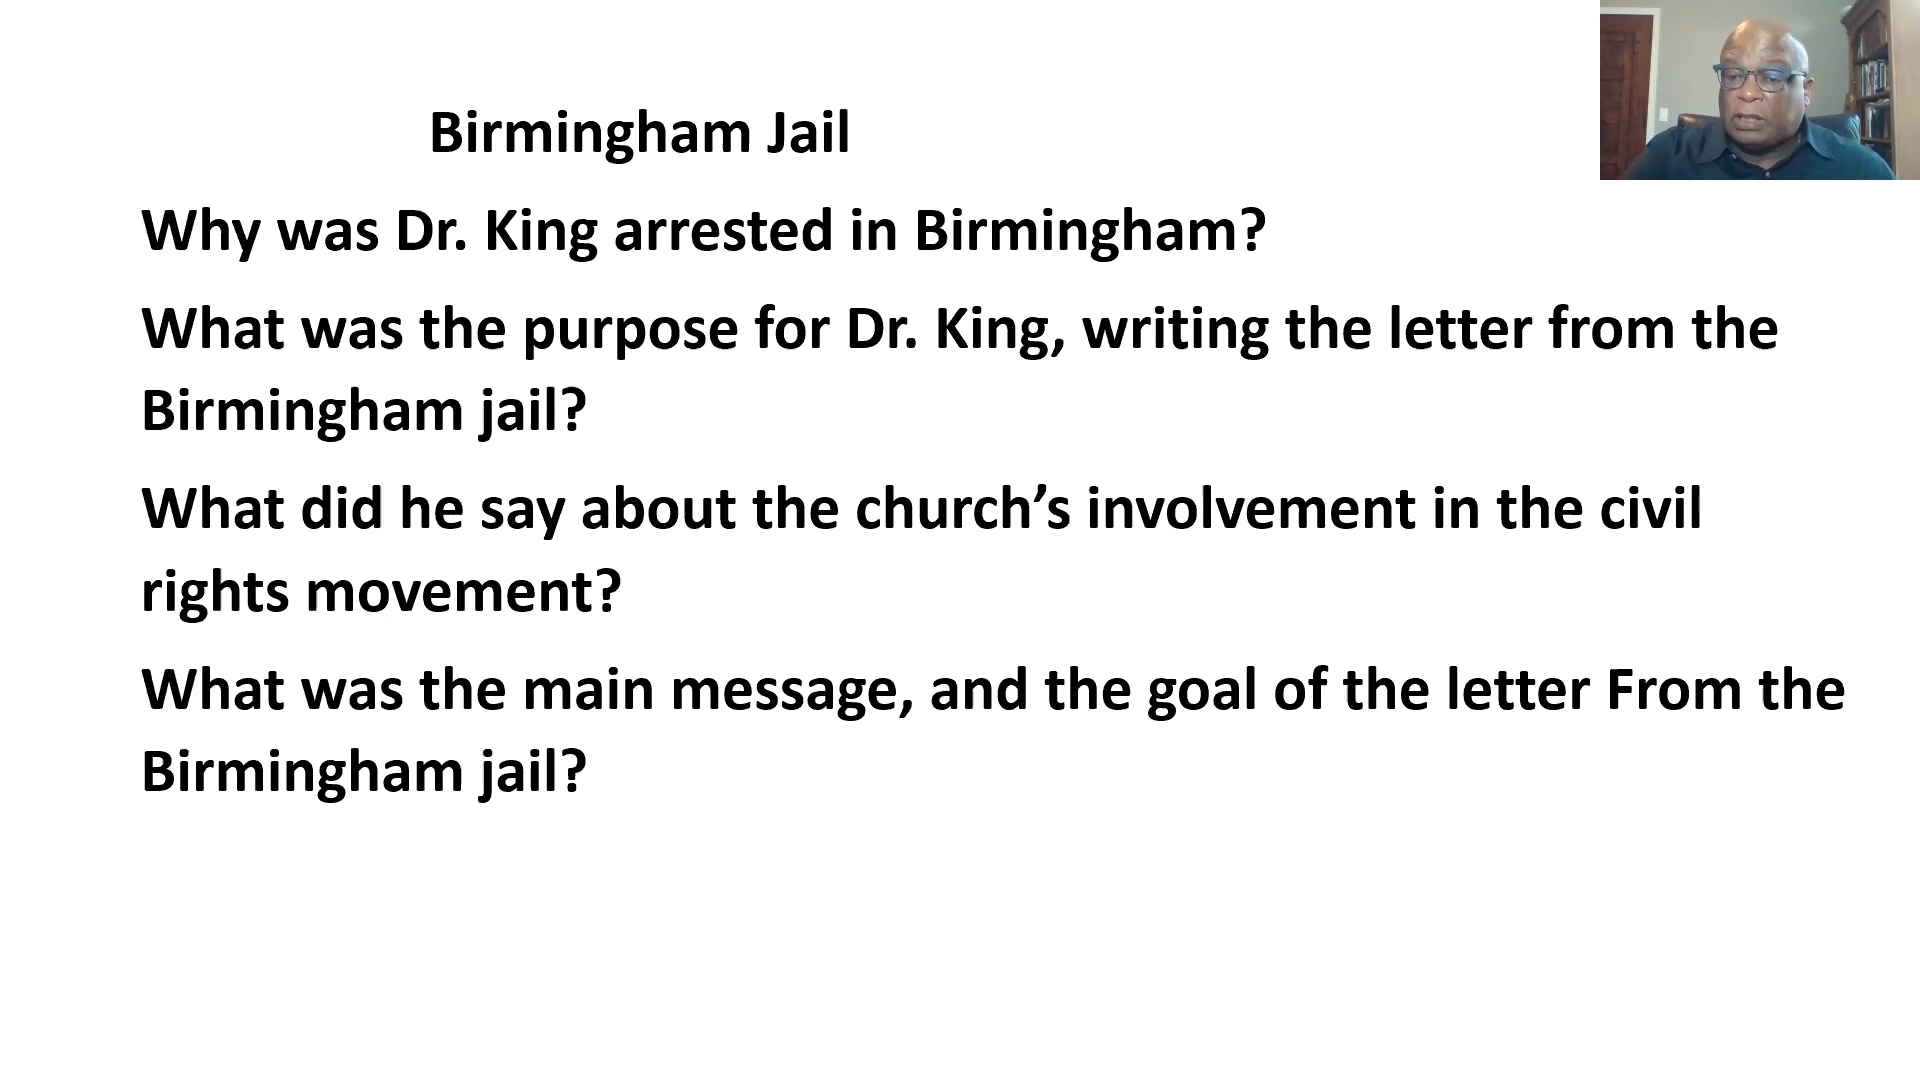 Birmingham Jail
Why was Dr. King arrested in Birmingham?
What was the purpose for Dr. King, writing the letter from the
Birmingham jail?
What did he say about the church’s involvement in the civil
rights movement?
What was the main message, and the goal of the letter From the
Birmingham jail?